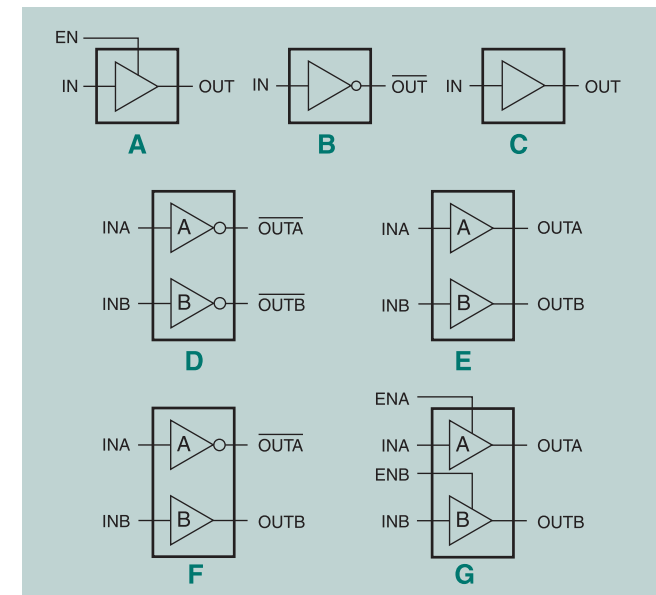 EN
IN OUT IN OUT IN OUT
A B C
INA A OUTA INA A OUTA
INB B OUTB INB B OUTB
D E
ENA
INA A OUTA INA A OUTA
ENB
INB B OUTB INB B OUTB
F G